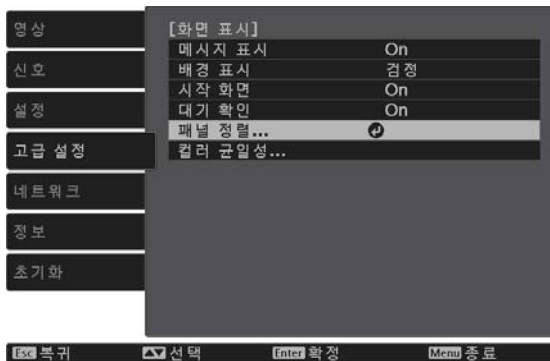 영상
신호
설정
고급 설정
네트워크
정보
초기화
[화면 표시]
메시지 표시 On
배경 표시 검정
시작 화면 On
대기 확인 On
패널 정렬...
컬러 균일성...
Esc 복귀 선택 Enter 확정 Menu 종료